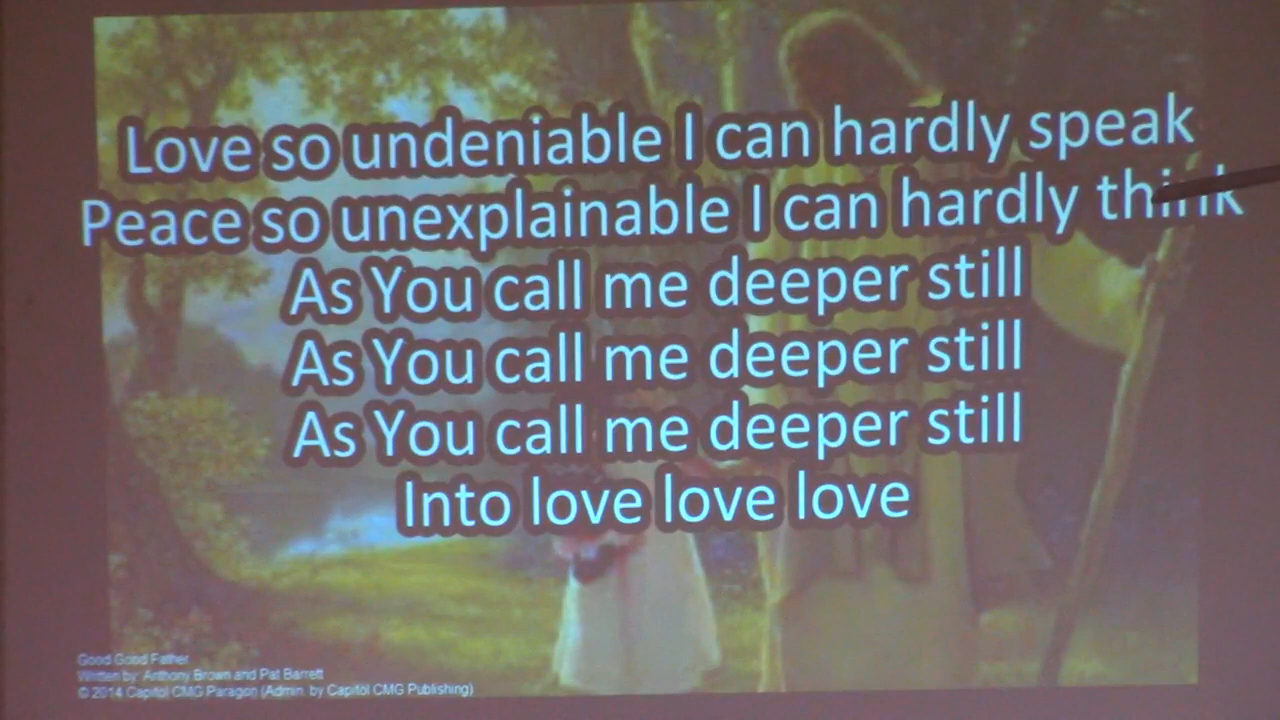 Love so undeniable I can hardly speak
Peace so unexplainable I can hardly think
As You call me deeper still
As You call me deeper still
As You call me deeper still
Into love love love
Good Good Father
Written by: Anthony Brown and Pat Barrett
© 2014 Capitol CMG Paragon (Admin. by Capitol CMG Publishing)